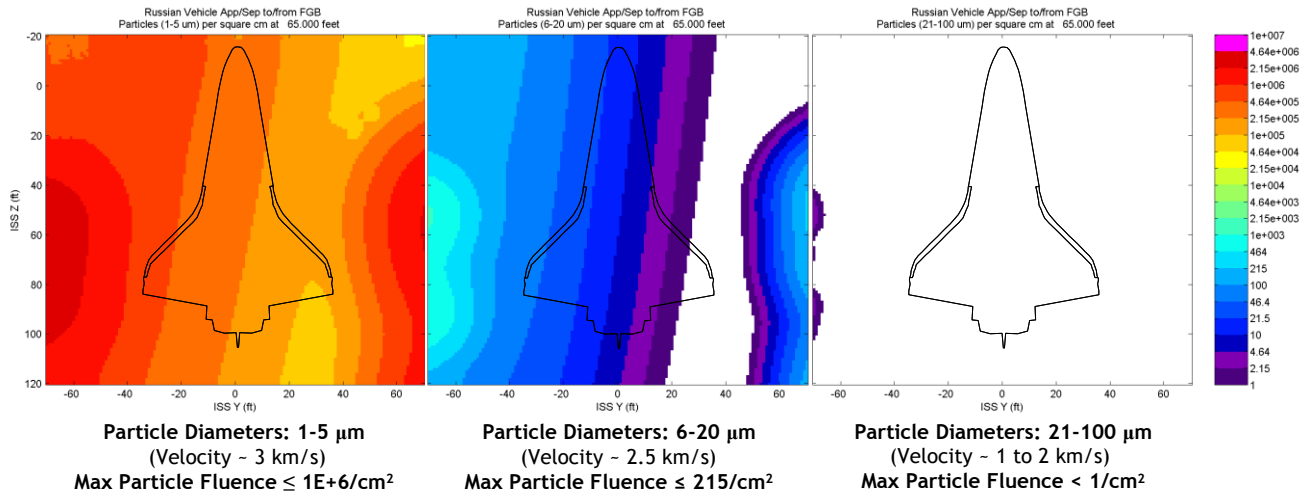 Russian Vehicle App/Sep to/from FGB
Particles (1-5 um) per square cm at 65.000 feet
Russian Vehicle App/Sep to/from FGB
Particles (6-20 um) per square cm at 65.000 feet
Russian Vehicle App/Sep to/from FGB
Particles (21-100 um) per square cm at 65.000 feet
-20
0
20
40
60
80
100
120
ISS Z (ft)
-60 -40 -20 0 20 40 60
ISS Y (ft)
-60 -40 -20 0 20 40 60
ISS Y (ft)
-60 -40 -20 0 20 40 60
ISS Y (ft)
1e+007
4.64e+006
2.15e+006
1e+006
4.64e+005
2.15e+005
1e+005
4.64e+004
2.15e+004
1e+004
4.64e+003
2.15e+003
1e+003
464
215
100
46.4
21.5
10
4.64
2.15
1
Particle Diameters: 1-5 μm
(Velocity ~ 3 km/s)
Max Particle Fluence ≤ 1E+6/cm²
Particle Diameters: 6-20 μm
(Velocity ~ 2.5 km/s)
Max Particle Fluence ≤ 215/cm²
Particle Diameters: 21-100 μm
(Velocity ~ 1 to 2 km/s)
Max Particle Fluence < 1/cm²